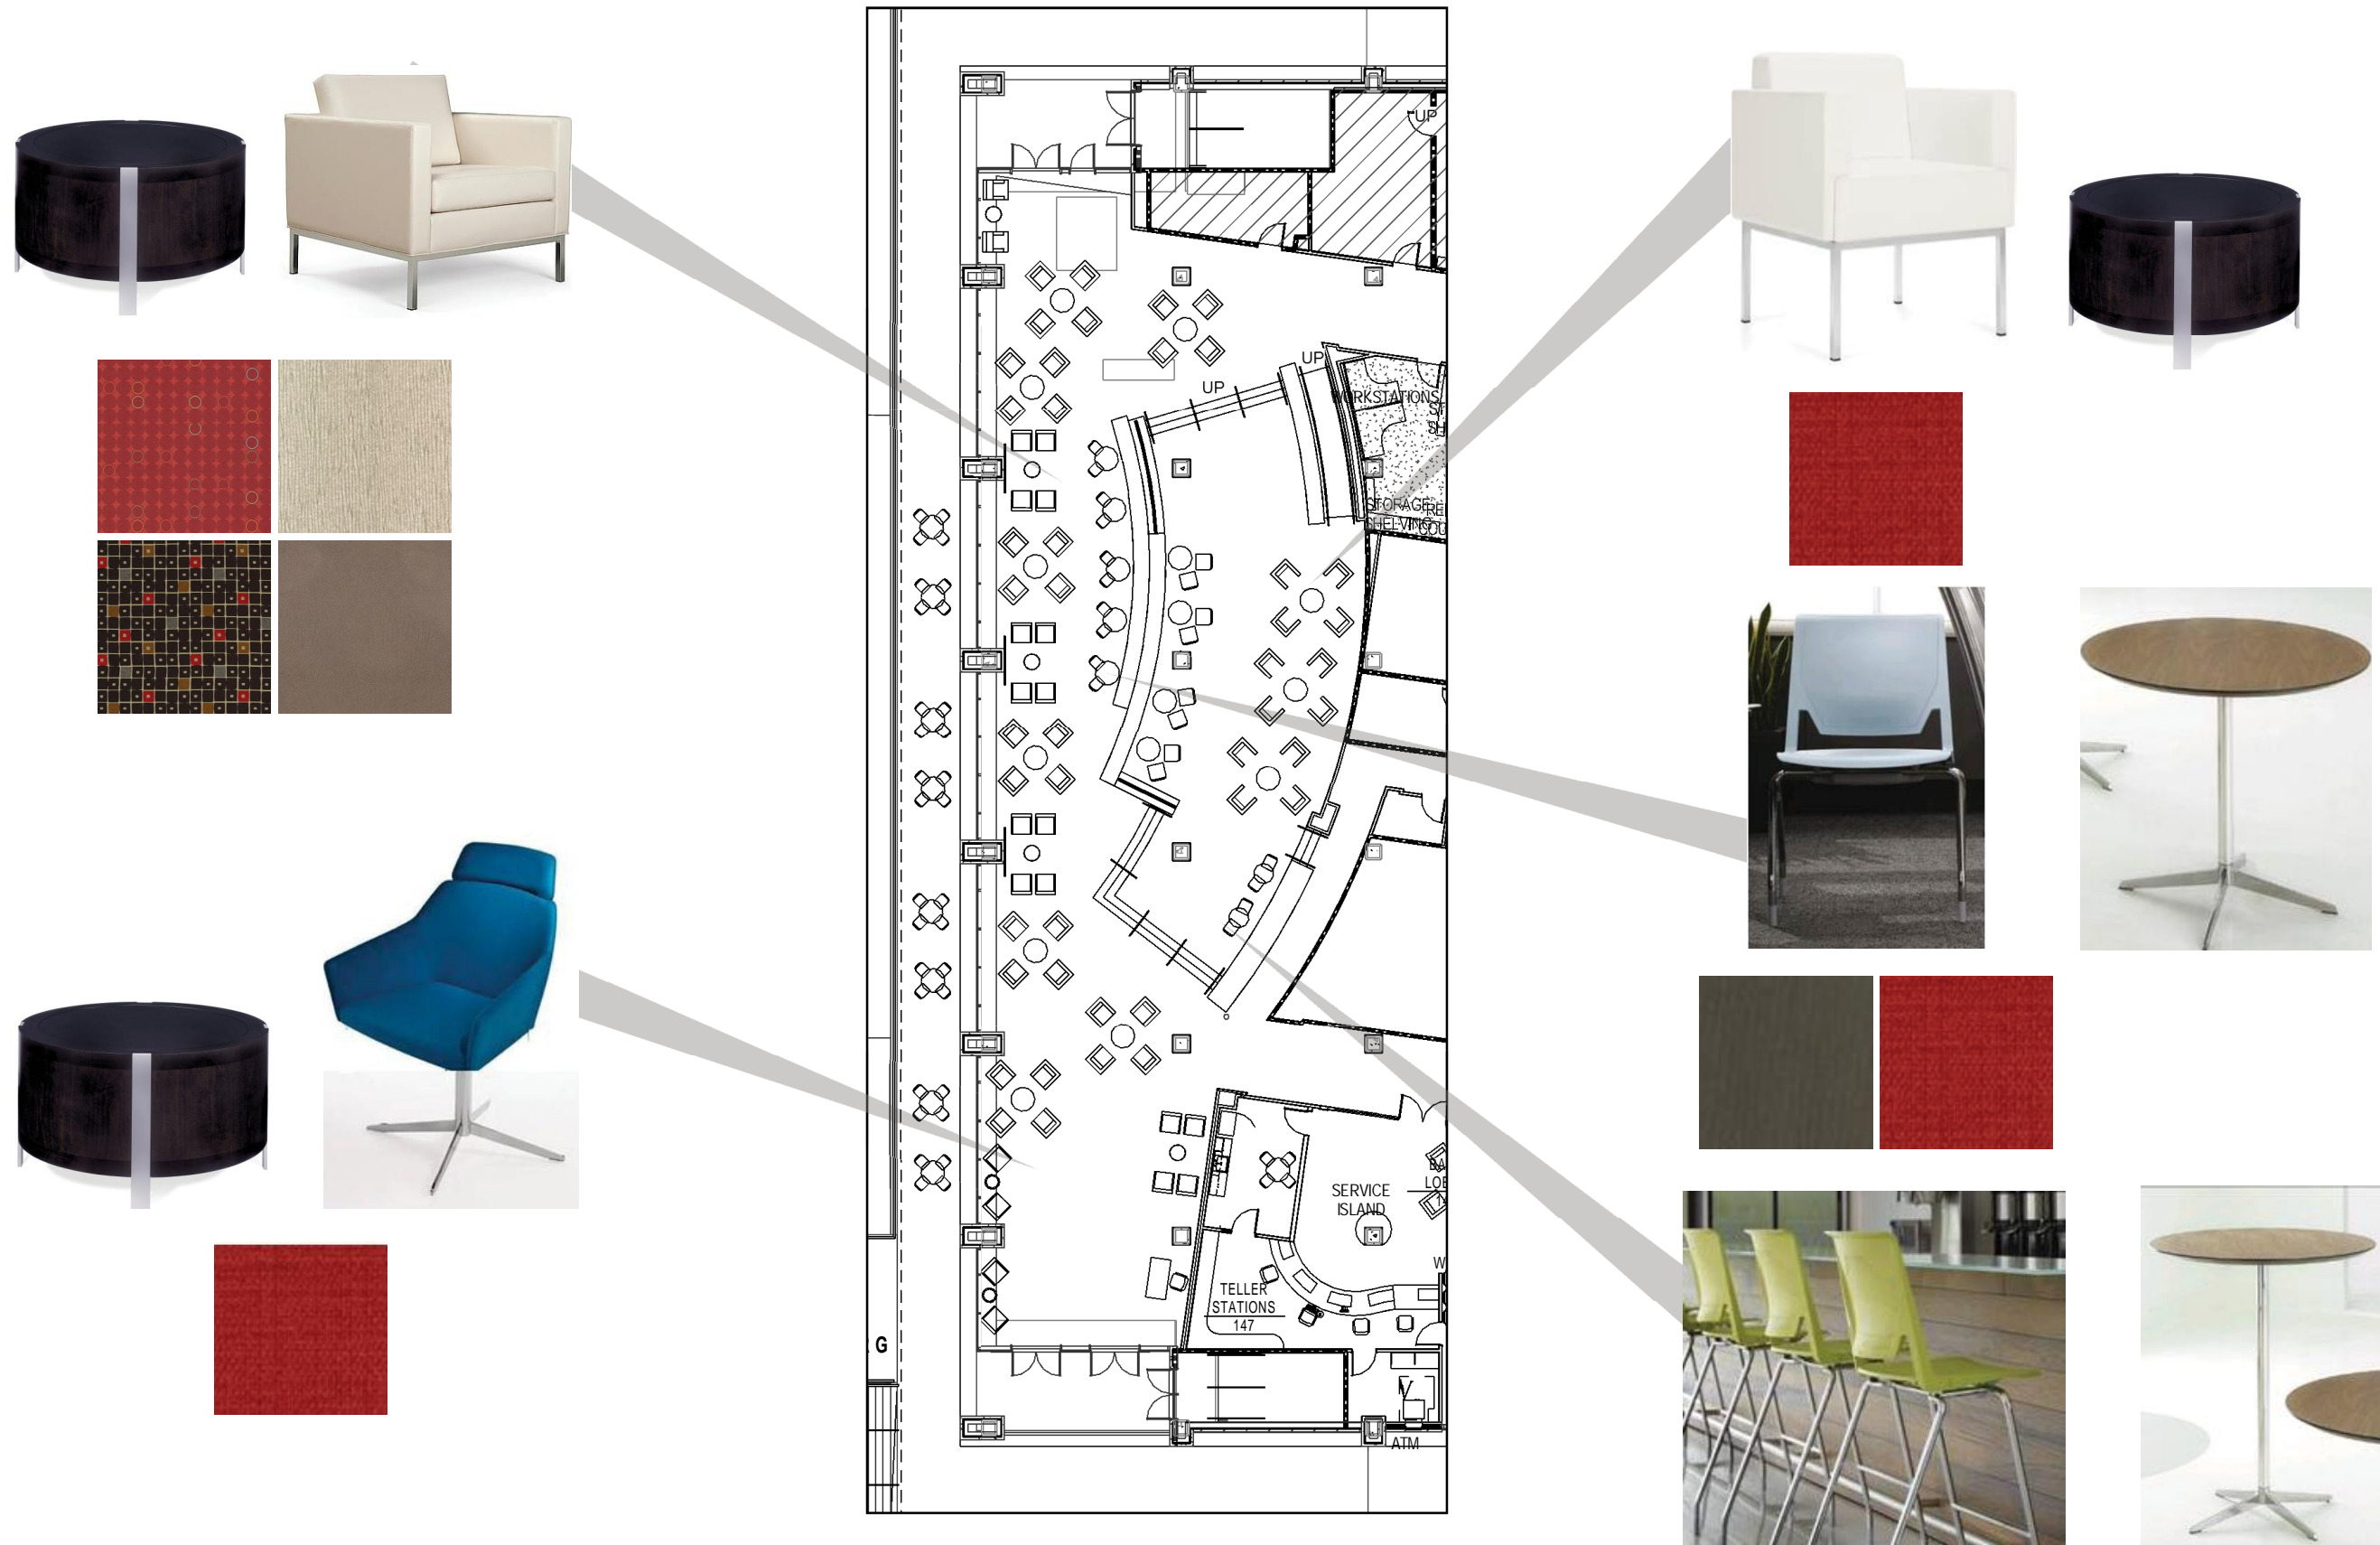 UP
UP
UP
WORKSTATIONS
STORAGE
SHELVING
SERVICE
ISLAND
TELLER
STATIONS
147
G
ATM